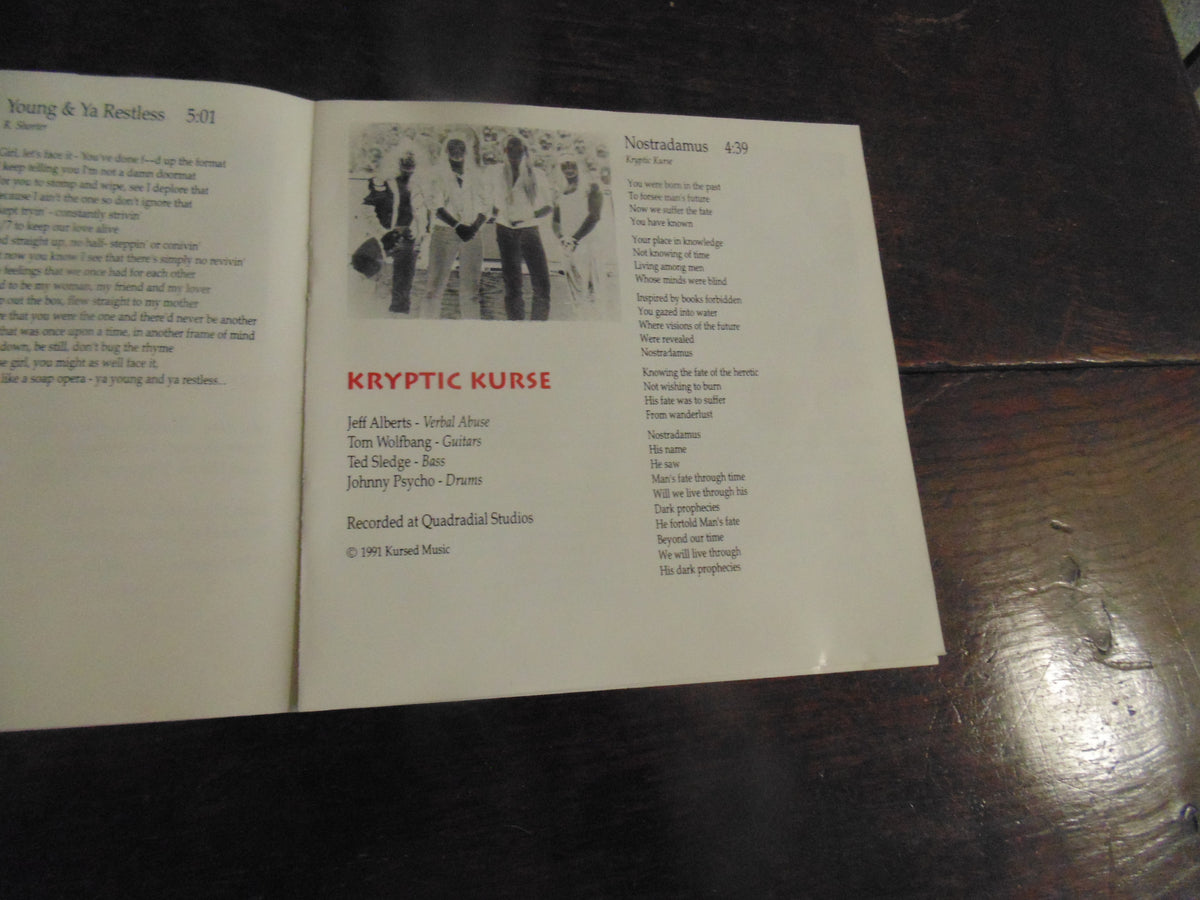 Young & Ya Restless 5:01
R. Shorter
Girl, let's face it - You've done f---d up the format
keep telling you I'm not a damn doormat
or you to stomp and wipe, see I deplore that
ecause I ain't the one so don't ignore that
kept tryin' - constantly strivin'
/7 to keep our love alive
d straight up, no half- steppin' or conivin'
t now you know I see that there's simply no revivin'
feelings that we once had for each other
d to be my woman, my friend and my lover
p out the box, flew straight to my mother
e that you were the one and there'd never be another
that was once upon a time, in another frame of mind
down, be still, don't bug the rhyme
se girl, you might as well face it,
like a soap opera - ya young and ya restless...
KRYPTIC KURSE
Jeff Alberts - Verbal Abuse
Tom Wolfbang - Guitars
Ted Sledge - Bass
Johnny Psycho - Drums
Recorded at Quadradial Studios
© 1991 Kursed Music
Nostradamus 4:39
Kryptic Kurse
You were born in the past
To forsee man's future
Now we suffer the fate
You have known
Your place in knowledge
Not knowing of time
Living among men
Whose minds were blind
Inspired by books forbidden
You gazed into water
Where visions of the future
Were revealed
Nostradamus
Knowing the fate of the heretic
Not wishing to burn
His fate was to suffer
From wanderlust
Nostradamus
His name
He saw
Man's fate through time
Will we live through his
Dark prophecies
He fortold Man's fate
Beyond our time
We will live through
His dark prophecies